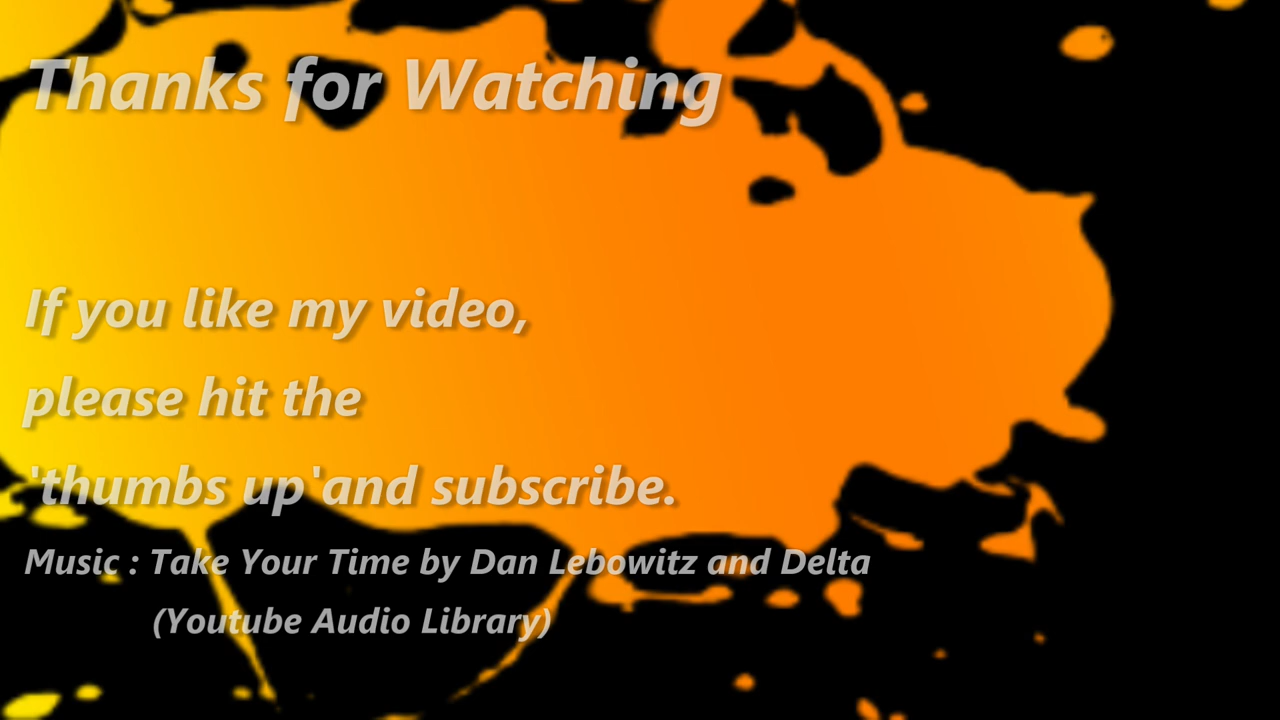 Thanks for Watching
If you like my video,
please hit the
'thumbs up'and subscribe.
Music : Take Your Time by Dan Lebowitz and Delta
(Youtube Audio Library)